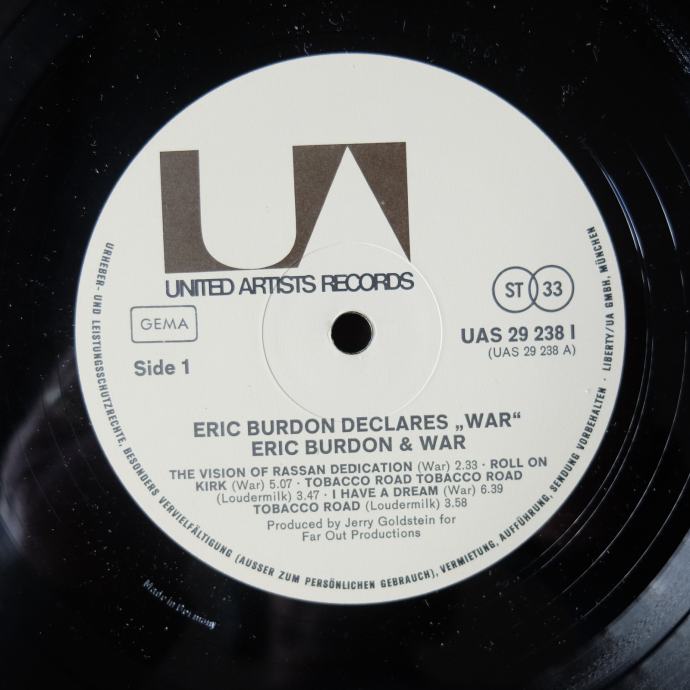 UA
UNITED ARTISTS RECORDS
GEMA
ST 33
Side 1
UAS 29 238 I
(UAS 29 238 A)
ERIC BURDON DECLARES „WAR“
ERIC BURDON & WAR
THE VISION OF RASSAN DEDICATION (War) 2.33 · ROLL ON
KIRK (War) 5.07 · TOBACCO ROAD TOBACCO ROAD
(Loudermilk) 3.47 · I HAVE A DREAM (War) 6.39
TOBACCO ROAD (Loudermilk) 3.58
Produced by Jerry Goldstein for
Far Out Productions
URHEBER- UND LEISTUNGSSCHUTZRECHTE, BESONDERS VERVIELFÄLTIGUNG (AUSSER ZUM PERSÖNLICHEN GEBRAUCH), VERMIETUNG, AUFFÜHRUNG, SENDUNG VORBEHALTEN · LIBERTY/UA GMBH, MÜNCHEN
Made in Germany